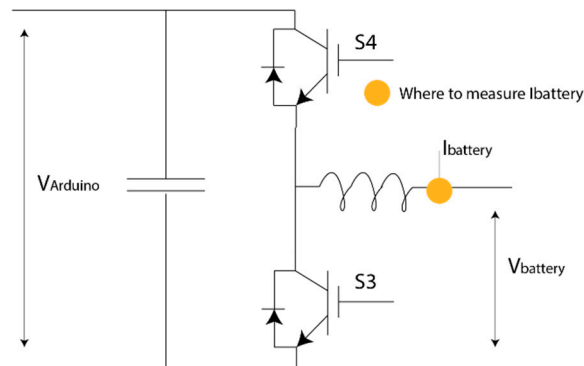 S4
Where to measure Ibattery
Ibattery
VArduino
Vbattery
S3